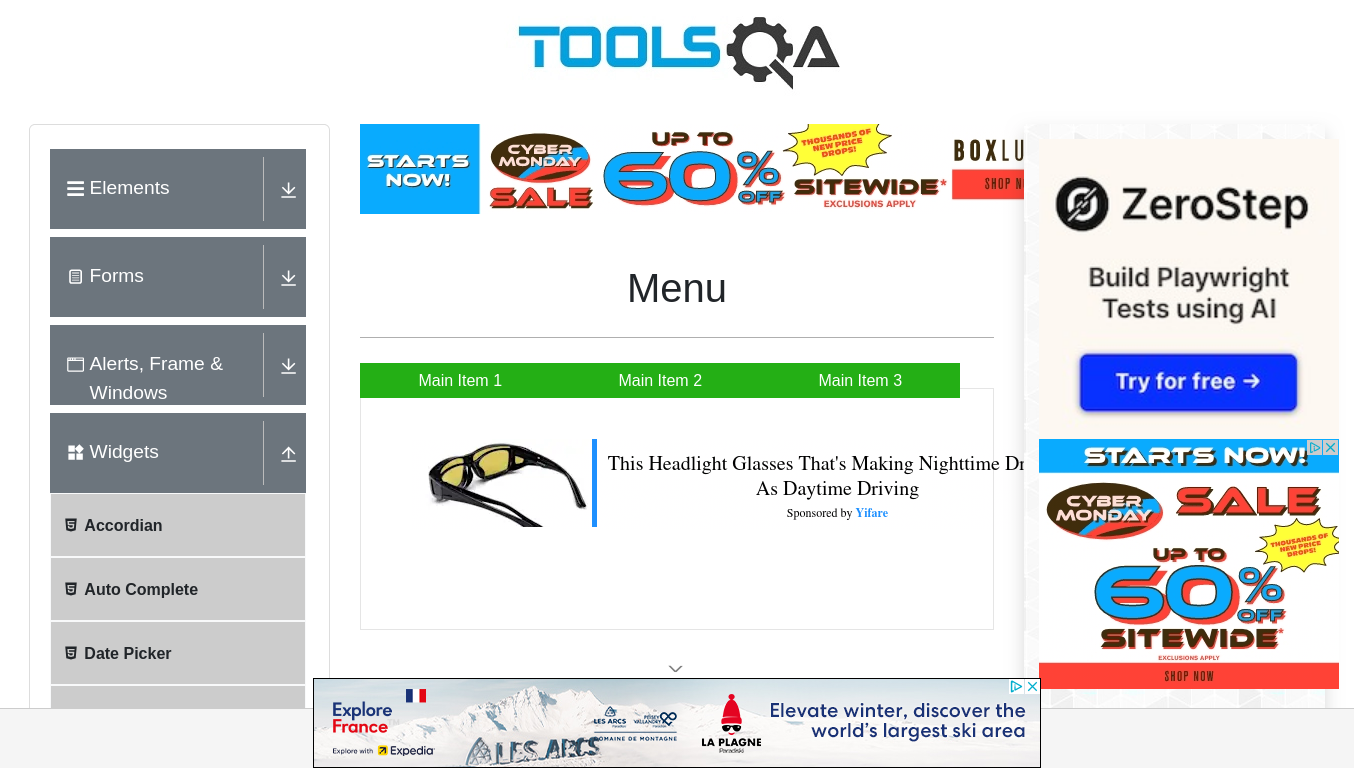 TOOLSQA
Elements
Forms
Alerts, Frame &
Windows
Widgets
Accordian
Auto Complete
Date Picker
STARTS
NOW!
CYBER
MONDAY
SALE
UP TO
60%
OFF
THOUSANDS OF
NEW PRICE
DROPS!
SITEWIDE*
EXCLUSIONS APPLY
BOXLU
SHOP N
Menu
Main Item 1
Main Item 2
Main Item 3
This Headlight Glasses That's Making Nighttime Dr
As Daytime Driving
Sponsored by Yifare
ZeroStep
Build Playwright
Tests using AI
Try for free →
STARTS NOW!
CYBER
MONDAY
SALE
THOUSANDS OF
NEW PRICE
DROPS!
UP TO
60%
OFF
SITEWIDE*
EXCLUSIONS APPLY
SHOP NOW
Explore
France
Explore with Expedia
LES ARCS
PEISEY
VALLANDRY
DOMAINE DE MONTAGNE
LES ARCS
LA PLAGNE
Paradiski
Elevate winter, discover the
world's largest ski area